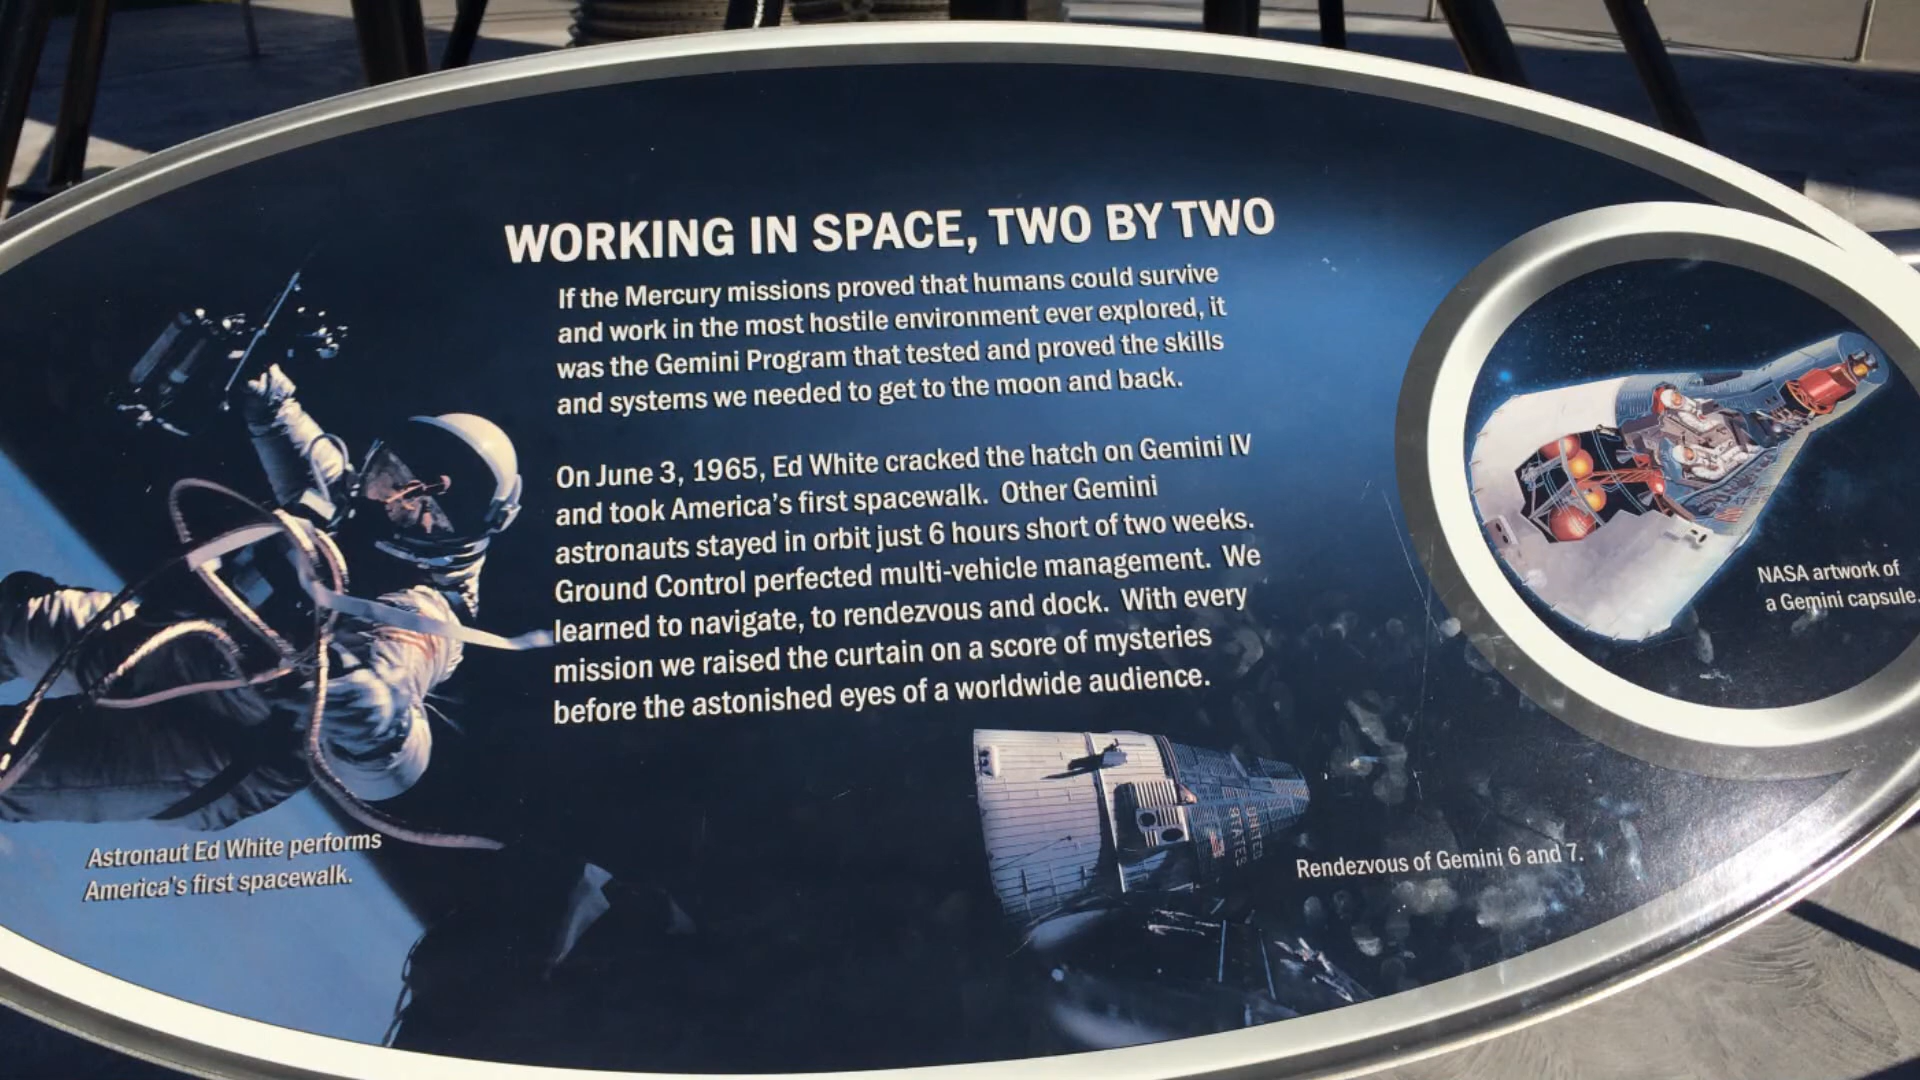 WORKING IN SPACE, TWO BY TWO
If the Mercury missions proved that humans could survive
and work in the most hostile environment ever explored, it
was the Gemini Program that tested and proved the skills
and systems we needed to get to the moon and back.
On June 3, 1965, Ed White cracked the hatch on Gemini IV
and took America's first spacewalk. Other Gemini
astronauts stayed in orbit just 6 hours short of two weeks.
Ground Control perfected multi-vehicle management. We
learned to navigate, to rendezvous and dock. With every
mission we raised the curtain on a score of mysteries
before the astonished eyes of a worldwide audience.
NASA artwork of
a Gemini capsule.
Astronaut Ed White performs
America's first spacewalk.
UNITED
STATES
Rendezvous of Gemini 6 and 7.